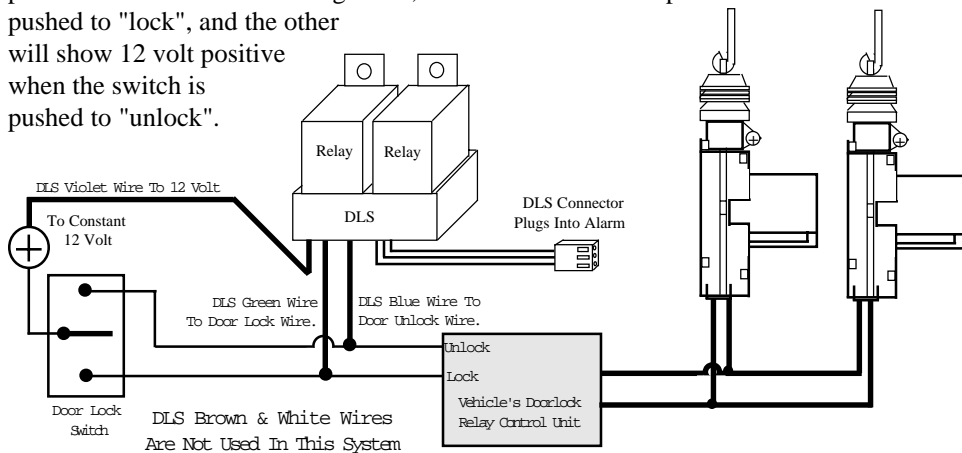 pushed to "lock", and the other
will show 12 volt positive
when the switch is
pushed to "unlock".
Relay
Relay
DLS Violet Wire To 12 Volt
DLS
DLS Connector
Plugs Into Alarm
To Constant
12 Volt
DLS Green Wire
To Door Lock Wire.
DLS Blue Wire To
Door Unlock Wire.
Unlock
Lock
Vehicle's Doorlock
Relay Control Unit
Door Lock
Switch
DLS Brown & White Wires
Are Not Used In This System